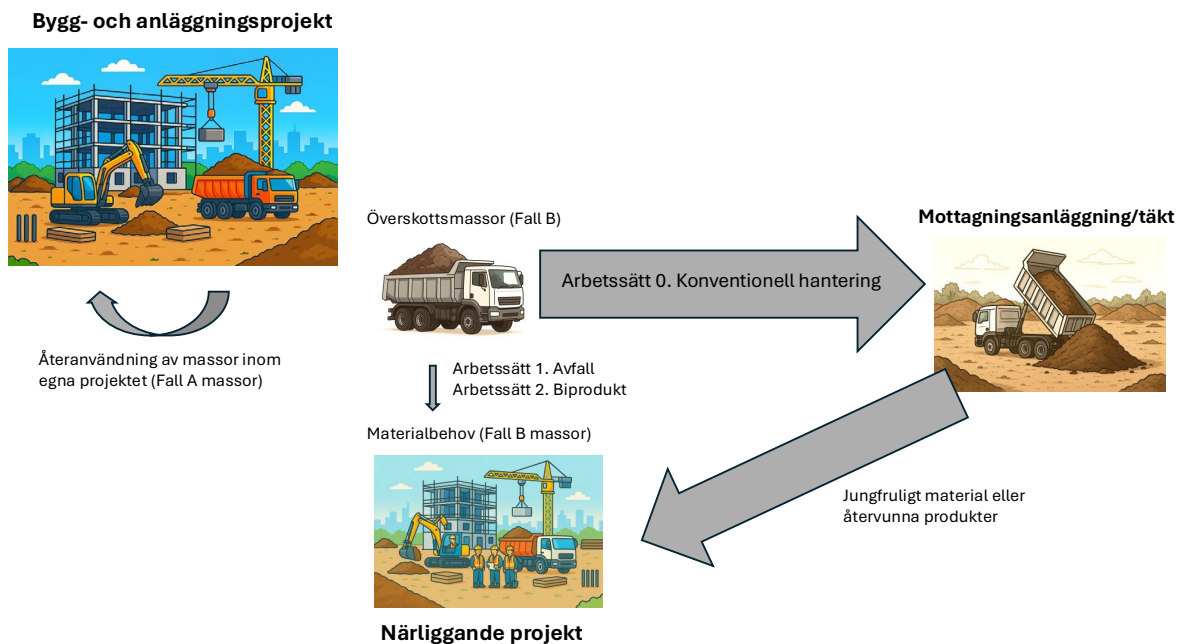 Bygg- och anläggningsprojekt
Överskottsmassor (Fall B)
Mottagningsanläggning/täkt
Arbetssätt 0. Konventionell hantering
Återanvändning av massor inom
egna projektet (Fall A massor)
Arbetssätt 1. Avfall
Arbetssätt 2. Biprodukt
Materialbehov (Fall B massor)
Jungfruligt material eller
återvunna produkter
Närliggande projekt